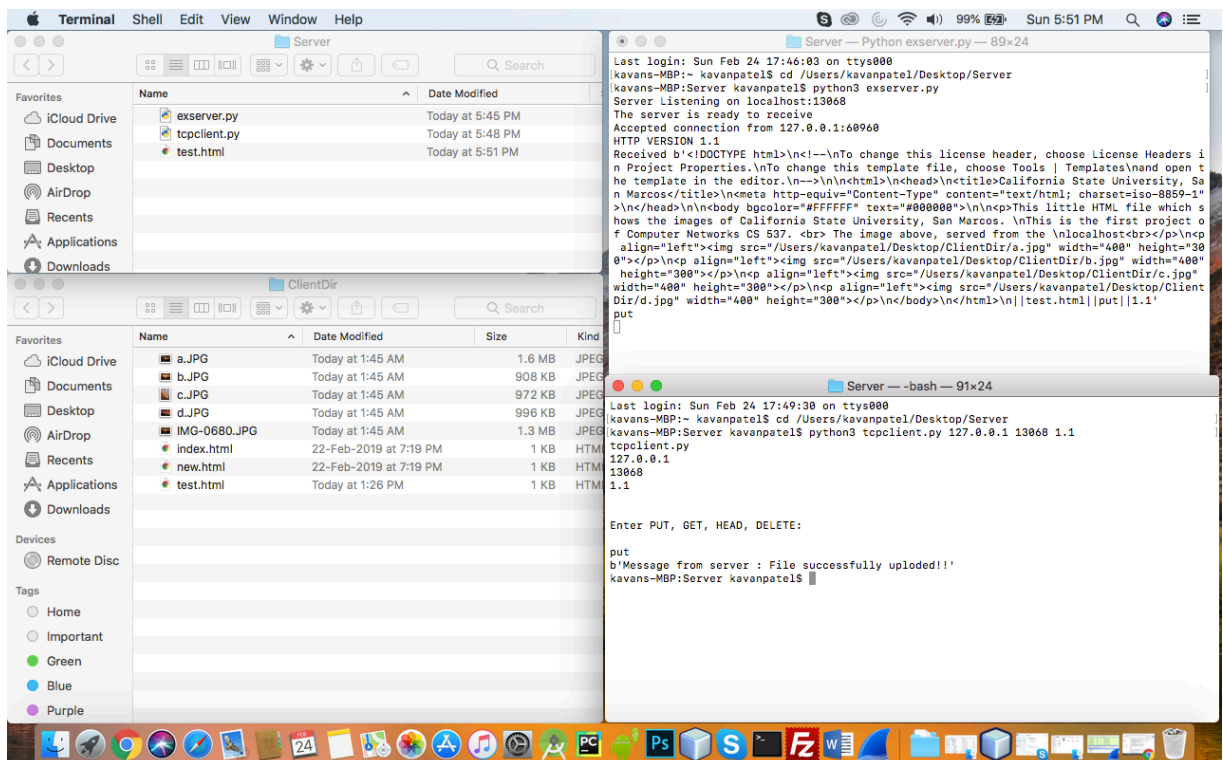 Terminal Shell Edit View Window Help
99% Sun 5:51 PM
Server
Search
Favorites
iCloud Drive
Documents
Desktop
AirDrop
Recents
Applications
Downloads
Name Date Modified
exserver.py Today at 5:45 PM
tcpclient.py Today at 5:48 PM
test.html Today at 5:51 PM
ClientDir
Search
Favorites
iCloud Drive
Documents
Desktop
AirDrop
Recents
Applications
Downloads
Devices
Remote Disc
Tags
Home
Important
Green
Blue
Purple
Name Date Modified Size Kind
a.JPG Today at 1:45 AM 1.6 MB JPEG
b.JPG Today at 1:45 AM 908 KB JPEG
c.JPG Today at 1:45 AM 972 KB JPEG
d.JPG Today at 1:45 AM 996 KB JPEG
IMG-0680.JPG Today at 1:45 AM 1.3 MB JPEG
index.html 22-Feb-2019 at 7:19 PM 1 KB HTM
new.html 22-Feb-2019 at 7:19 PM 1 KB HTM
test.html Today at 1:26 PM 1 KB HTM
Server — Python exserver.py — 89×24
Last login: Sun Feb 24 17:46:03 on ttys000
[kavans-MBP:~ kavanpatel$ cd /Users/kavanpatel/Desktop/Server ]
[kavans-MBP:Server kavanpatel$ python3 exserver.py ]
Server Listening on localhost:13068
The server is ready to receive
Accepted connection from 127.0.0.1:60960
HTTP VERSION 1.1
Received b'<!DOCTYPE html>\n<!--\nTo change this license header, choose License Headers i
n Project Properties.\nTo change this template file, choose Tools | Templates\nand open t
he template in the editor.\n-->\n\n<html>\n<head>\n<title>California State University, Sa
n Marcos</title>\n<meta http-equiv="Content-Type" content="text/html; charset=iso-8859-1"
>\n</head>\n\n<body bgcolor="#FFFFFF" text="#000000">\n\n<p>This little HTML file which s
hows the images of California State University, San Marcos. \nThis is the first project o
f Computer Networks CS 537. <br> The image above, served from the \nlocalhost<br></p>\n<p
align="left"><img src="/Users/kavanpatel/Desktop/ClientDir/a.jpg" width="400" height="30
0"></p>\n<p align="left"><img src="/Users/kavanpatel/Desktop/ClientDir/b.jpg" width="400"
height="300"></p>\n<p align="left"><img src="/Users/kavanpatel/Desktop/ClientDir/c.jpg"
width="400" height="300"></p>\n<p align="left"><img src="/Users/kavanpatel/Desktop/Client
Dir/d.jpg" width="400" height="300"></p>\n</body>\n</html>\n||test.html||put||1.1'
put
Server — -bash — 91×24
Last login: Sun Feb 24 17:49:30 on ttys000
[kavans-MBP:~ kavanpatel$ cd /Users/kavanpatel/Desktop/Server ]
[kavans-MBP:Server kavanpatel$ python3 tcpclient.py 127.0.0.1 13068 1.1 ]
tcpclient.py
127.0.0.1
13068
1.1
Enter PUT, GET, HEAD, DELETE:
put
b'Message from server : File successfully uploded!!'
kavans-MBP:Server kavanpatel$
24
PC
Ps
S
Fz
W